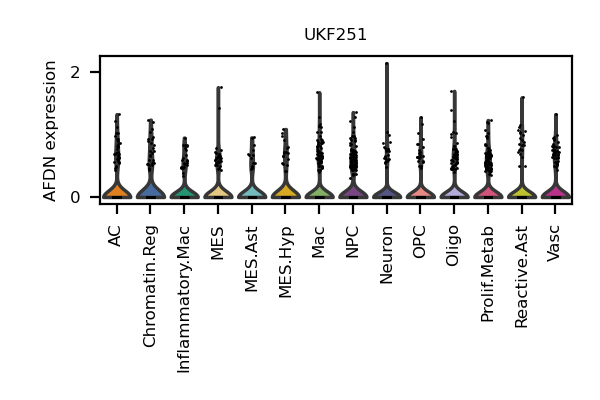 UKF251
AFDN expression
2
0
AC
Chromatin.Reg
Inflammatory.Mac
MES
MES.Ast
MES.Hyp
Mac
NPC
Neuron
OPC
Oligo
Prolif.Metab
Reactive.Ast
Vasc